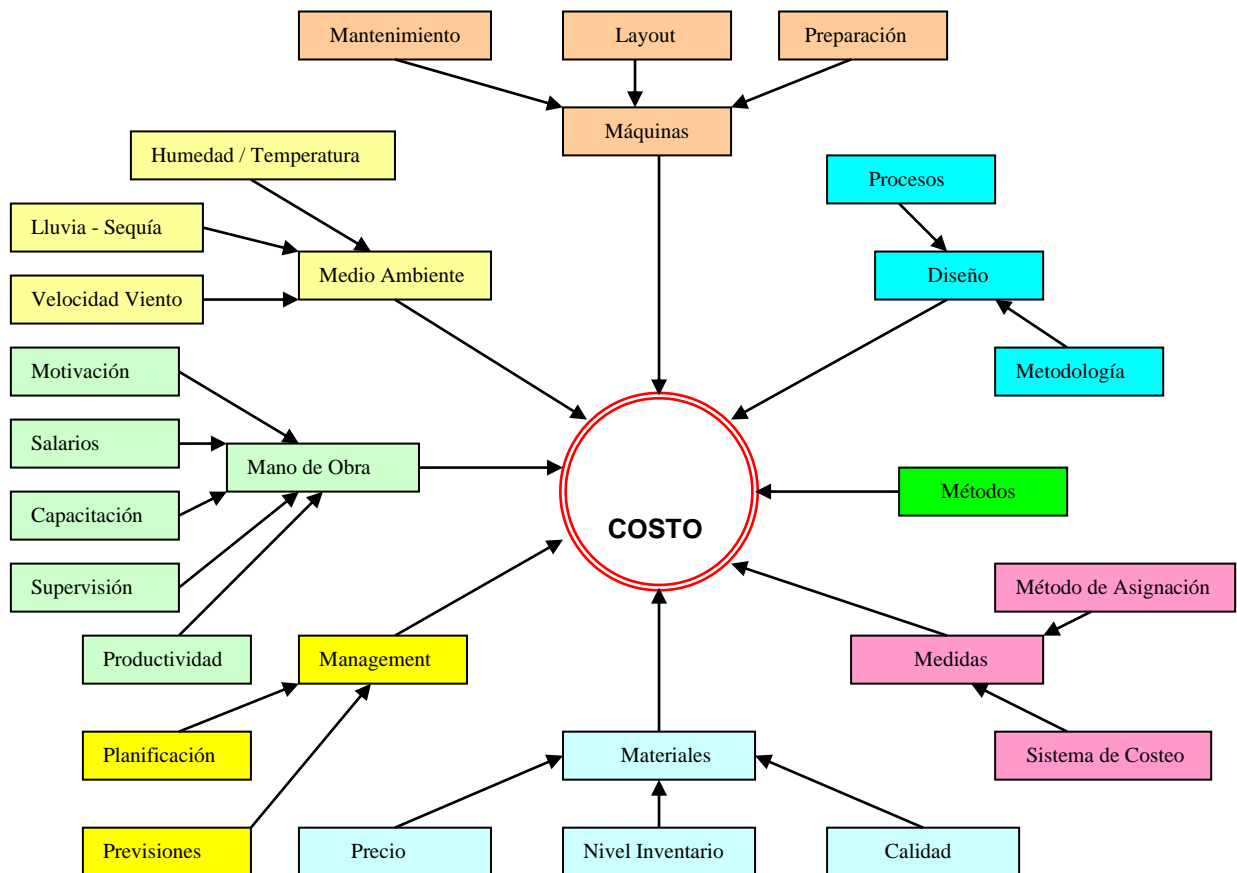 Mantenimiento
Layout
Preparación
Máquinas
Humedad / Temperatura
Procesos
Lluvia - Sequía
Medio Ambiente
Diseño
Velocidad Viento
Motivación
Metodología
Salarios
Mano de Obra
Métodos
Capacitación
COSTO
Supervisión
Método de Asignación
Productividad
Management
Medidas
Planificación
Materiales
Sistema de Costeo
Previsiones
Precio
Nivel Inventario
Calidad